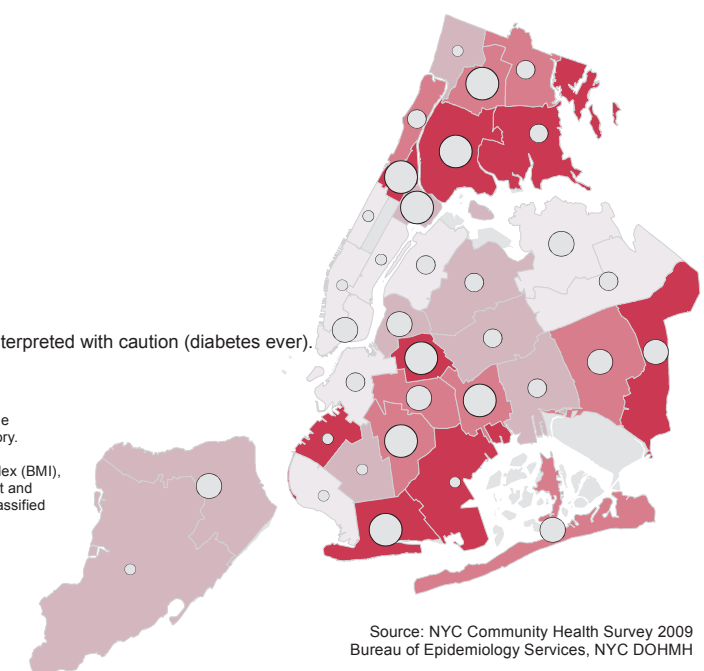 terpreted with caution (diabetes ever).
e
ory.
dex (BMI),
t and
assified
Source: NYC Community Health Survey 2009
Bureau of Epidemiology Services, NYC DOHMH